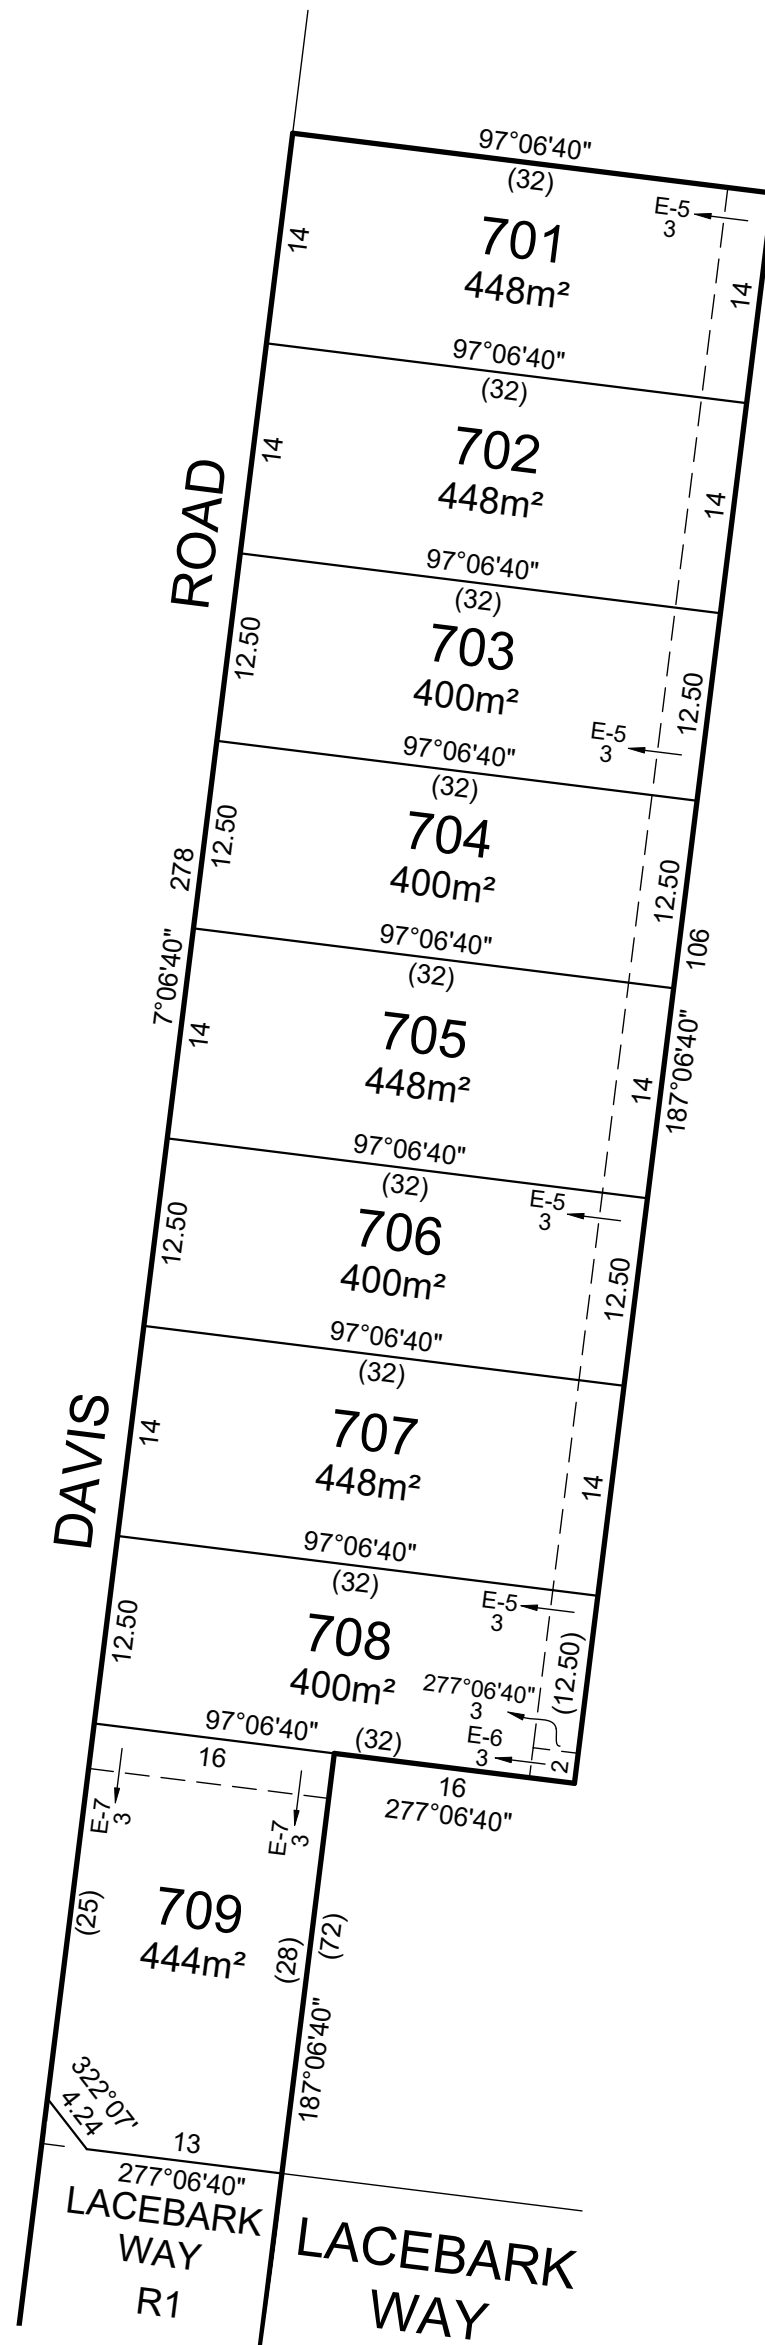 97°06'40"
(32)
E-5
3
701
448m²
14
14
97°06'40"
(32)
702
448m²
14
14
ROAD
97°06'40"
(32)
703
400m²
12.50
12.50
E-5
3
97°06'40"
(32)
704
400m²
12.50
12.50
278
7°06'40"
106
187°06'40"
97°06'40"
(32)
705
448m²
14
14
97°06'40"
(32)
E-5
3
706
400m²
12.50
12.50
97°06'40"
(32)
707
448m²
14
14
DAVIS
97°06'40"
(32)
E-5
3
708
400m²
12.50
(12.50)
277°06'40"
3
E-6
3
2
97°06'40"
(32)
16
16
277°06'40"
E-7
3
E-7
3
709
444m²
(25)
(28)
(72)
187°06'40"
322°07'
4.24
13
277°06'40"
LACEBARK
WAY
R1
LACEBARK
WAY